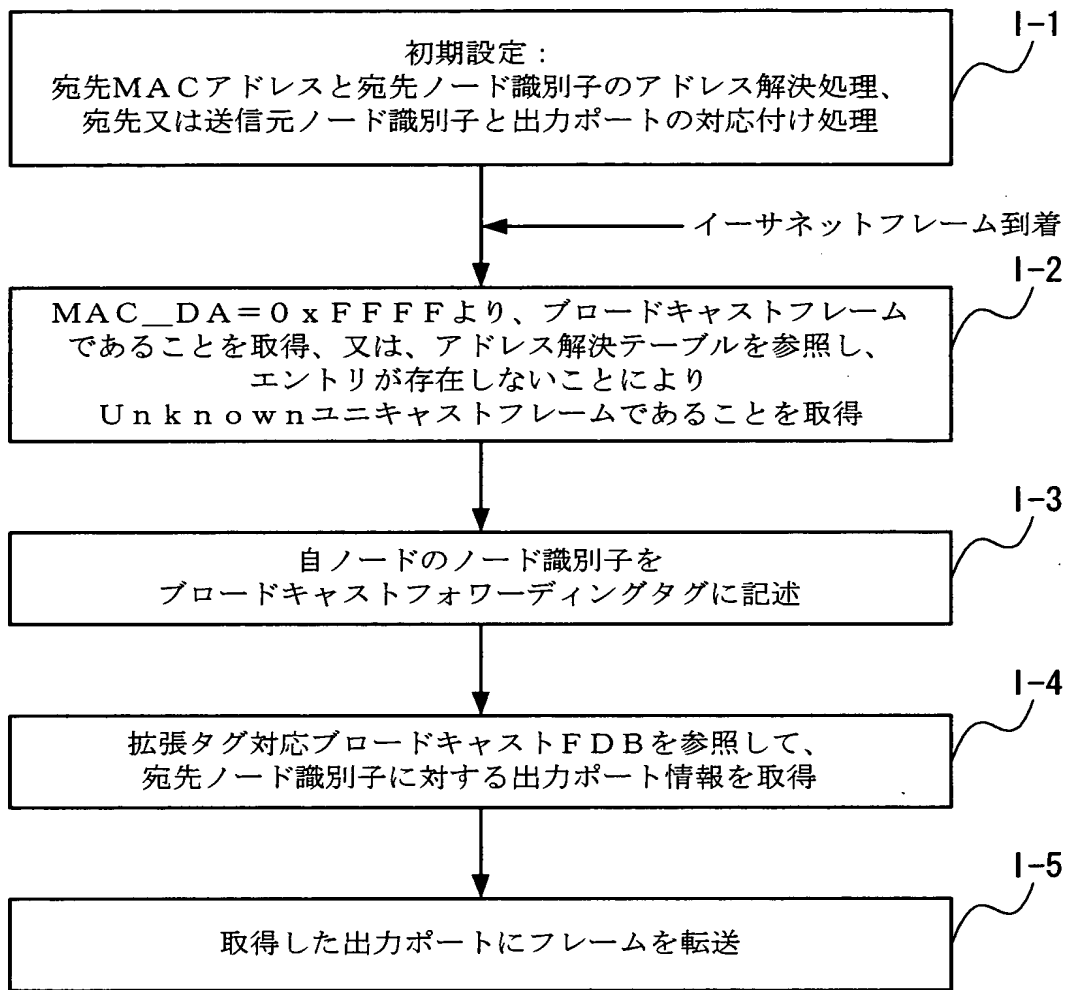 I-1
初期設定：
宛先ＭＡＣアドレスと宛先ノード識別子のアドレス解決処理、
宛先又は送信元ノード識別子と出力ポートの対応付け処理
イーサネットフレーム到着
I-2
ＭＡＣ＿ＤＡ＝０ｘＦＦＦＦより、ブロードキャストフレーム
であることを取得、又は、アドレス解決テーブルを参照し、
エントリが存在しないことにより
Ｕｎｋｎｏｗｎユニキャストフレームであることを取得
I-3
自ノードのノード識別子を
ブロードキャストフォワーディングタグに記述
I-4
拡張タグ対応ブロードキャストＦＤＢを参照して、
宛先ノード識別子に対する出力ポート情報を取得
I-5
取得した出力ポートにフレームを転送